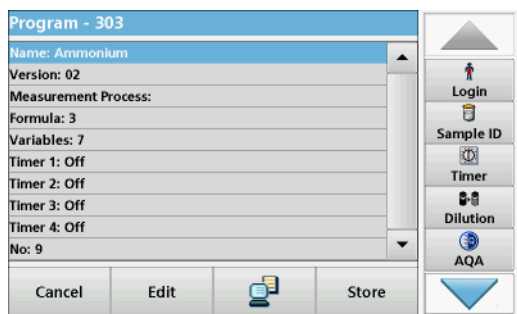 Program - 303
Name: Ammonium
Version: 02
Measurement Process:
Formula: 3
Variables: 7
Timer 1: Off
Timer 2: Off
Timer 3: Off
Timer 4: Off
No: 9
Cancel
Edit
Store
Login
Sample ID
Timer
Dilution
AQA